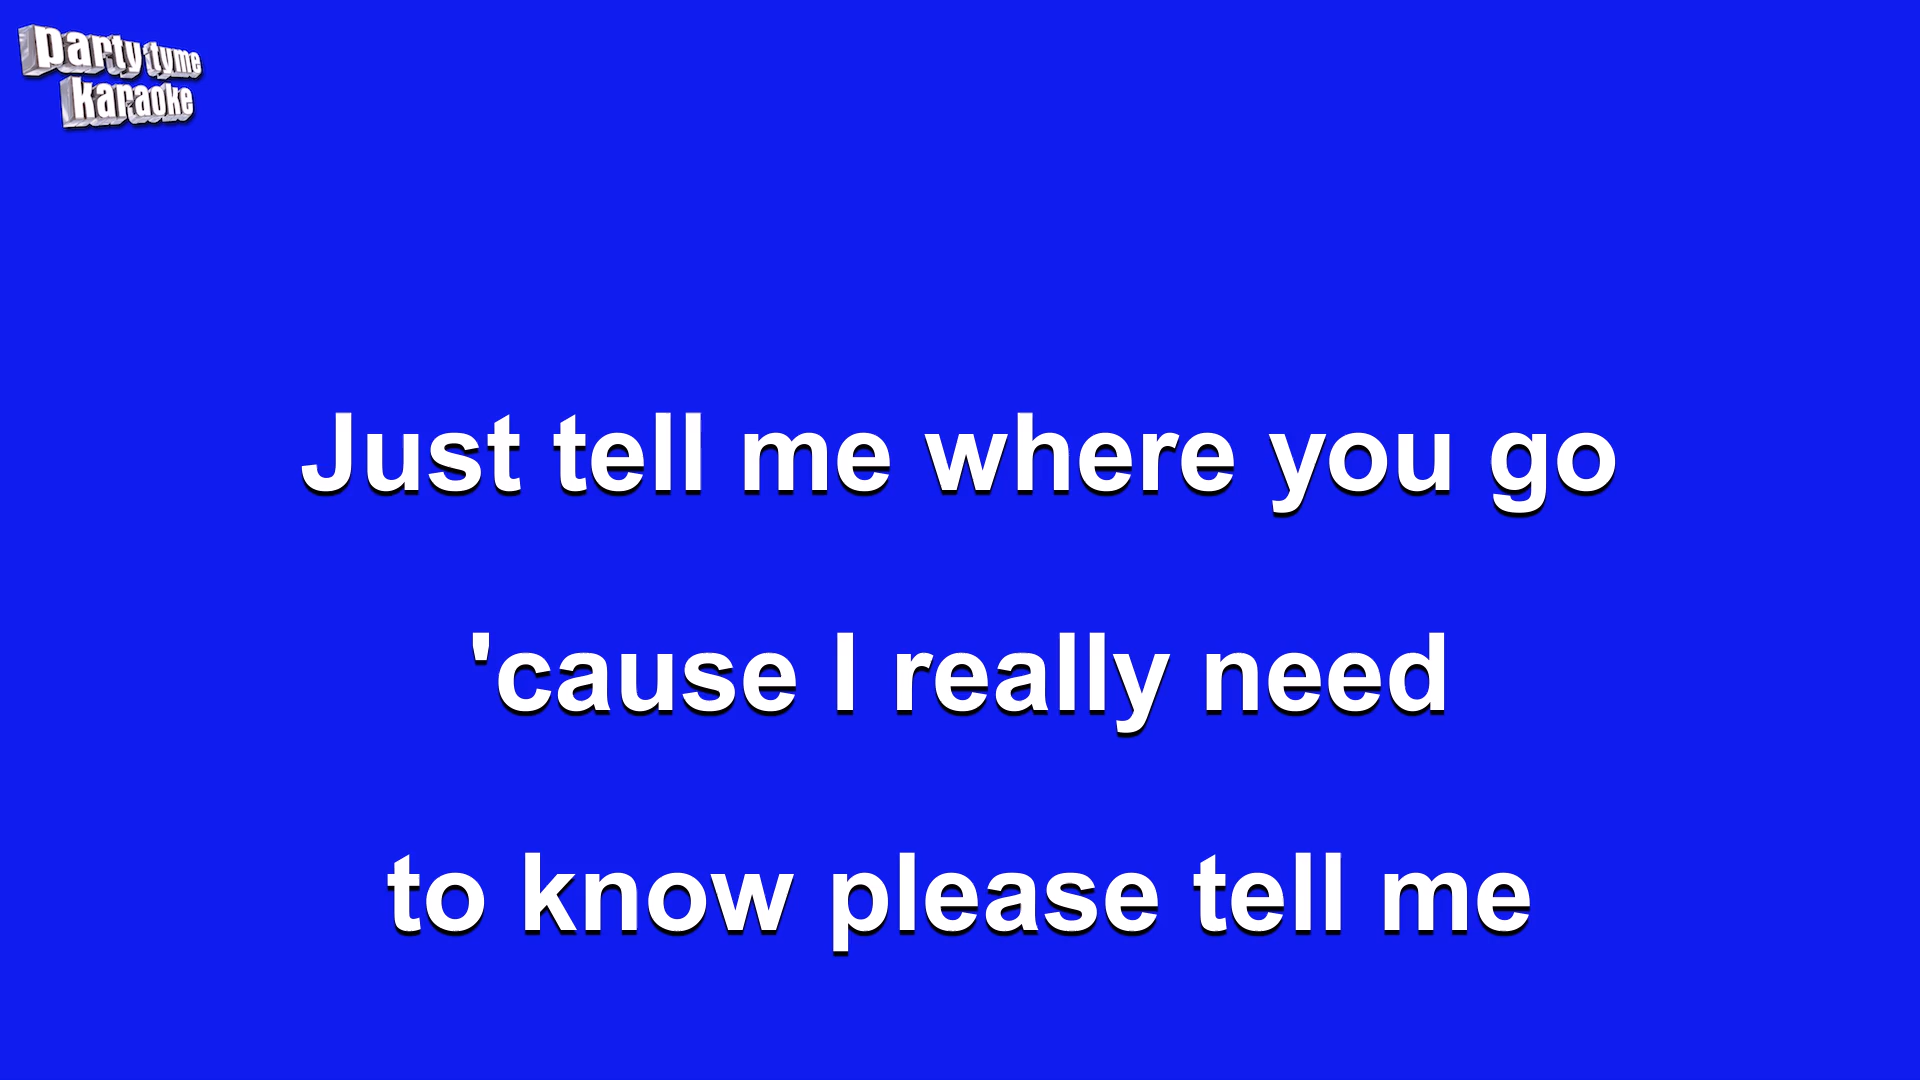 party tyme
karaoke
Just tell me where you go
'cause I really need
to know please tell me